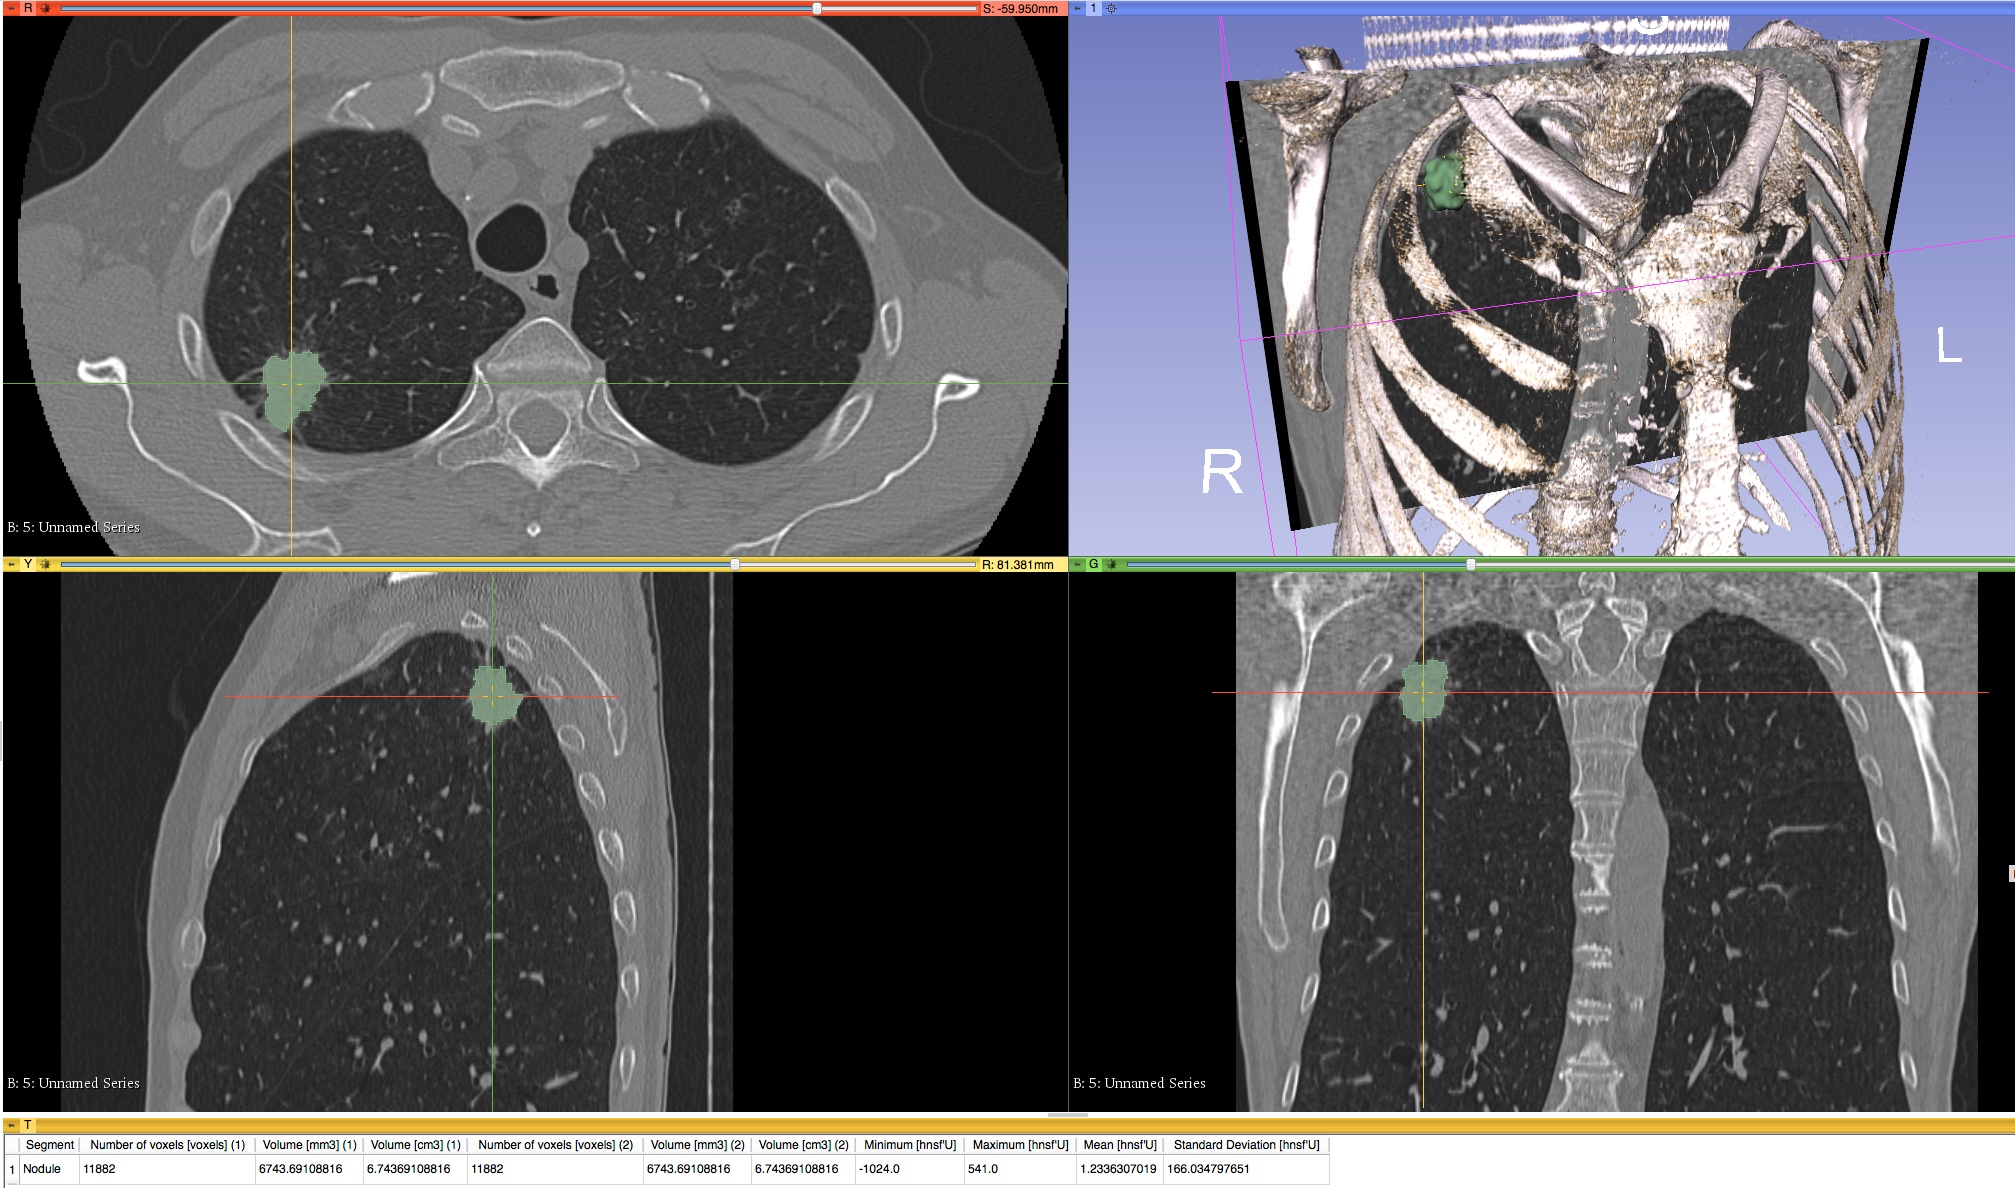 R S: -59.950mm
1
S
L
R
B: 5: Unnamed Series
Y R: 81.381mm
G
B: 5: Unnamed Series
B: 5: Unnamed Series
T
Segment Number of voxels [voxels] (1) Volume [mm3] (1) Volume [cm3] (1) Number of voxels [voxels] (2) Volume [mm3] (2) Volume [cm3] (2) Minimum [hnsf'U] Maximum [hnsf'U] Mean [hnsf'U] Standard Deviation [hnsf'U]
1 Nodule 11882 6743.69108816 6.74369108816 11882 6743.69108816 6.74369108816 -1024.0 541.0 1.2336307019 166.034797651